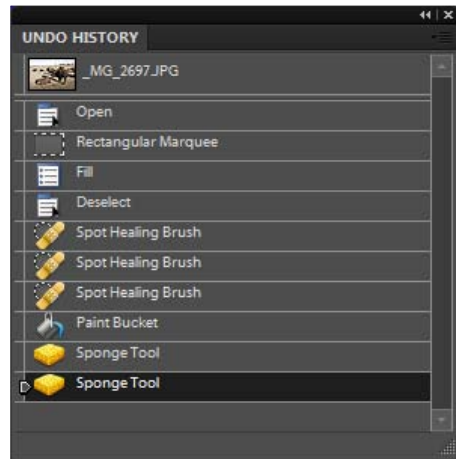 UNDO HISTORY
_MG_2697.JPG
Open
Rectangular Marquee
Fill
Deselect
Spot Healing Brush
Spot Healing Brush
Spot Healing Brush
Paint Bucket
Sponge Tool
Sponge Tool